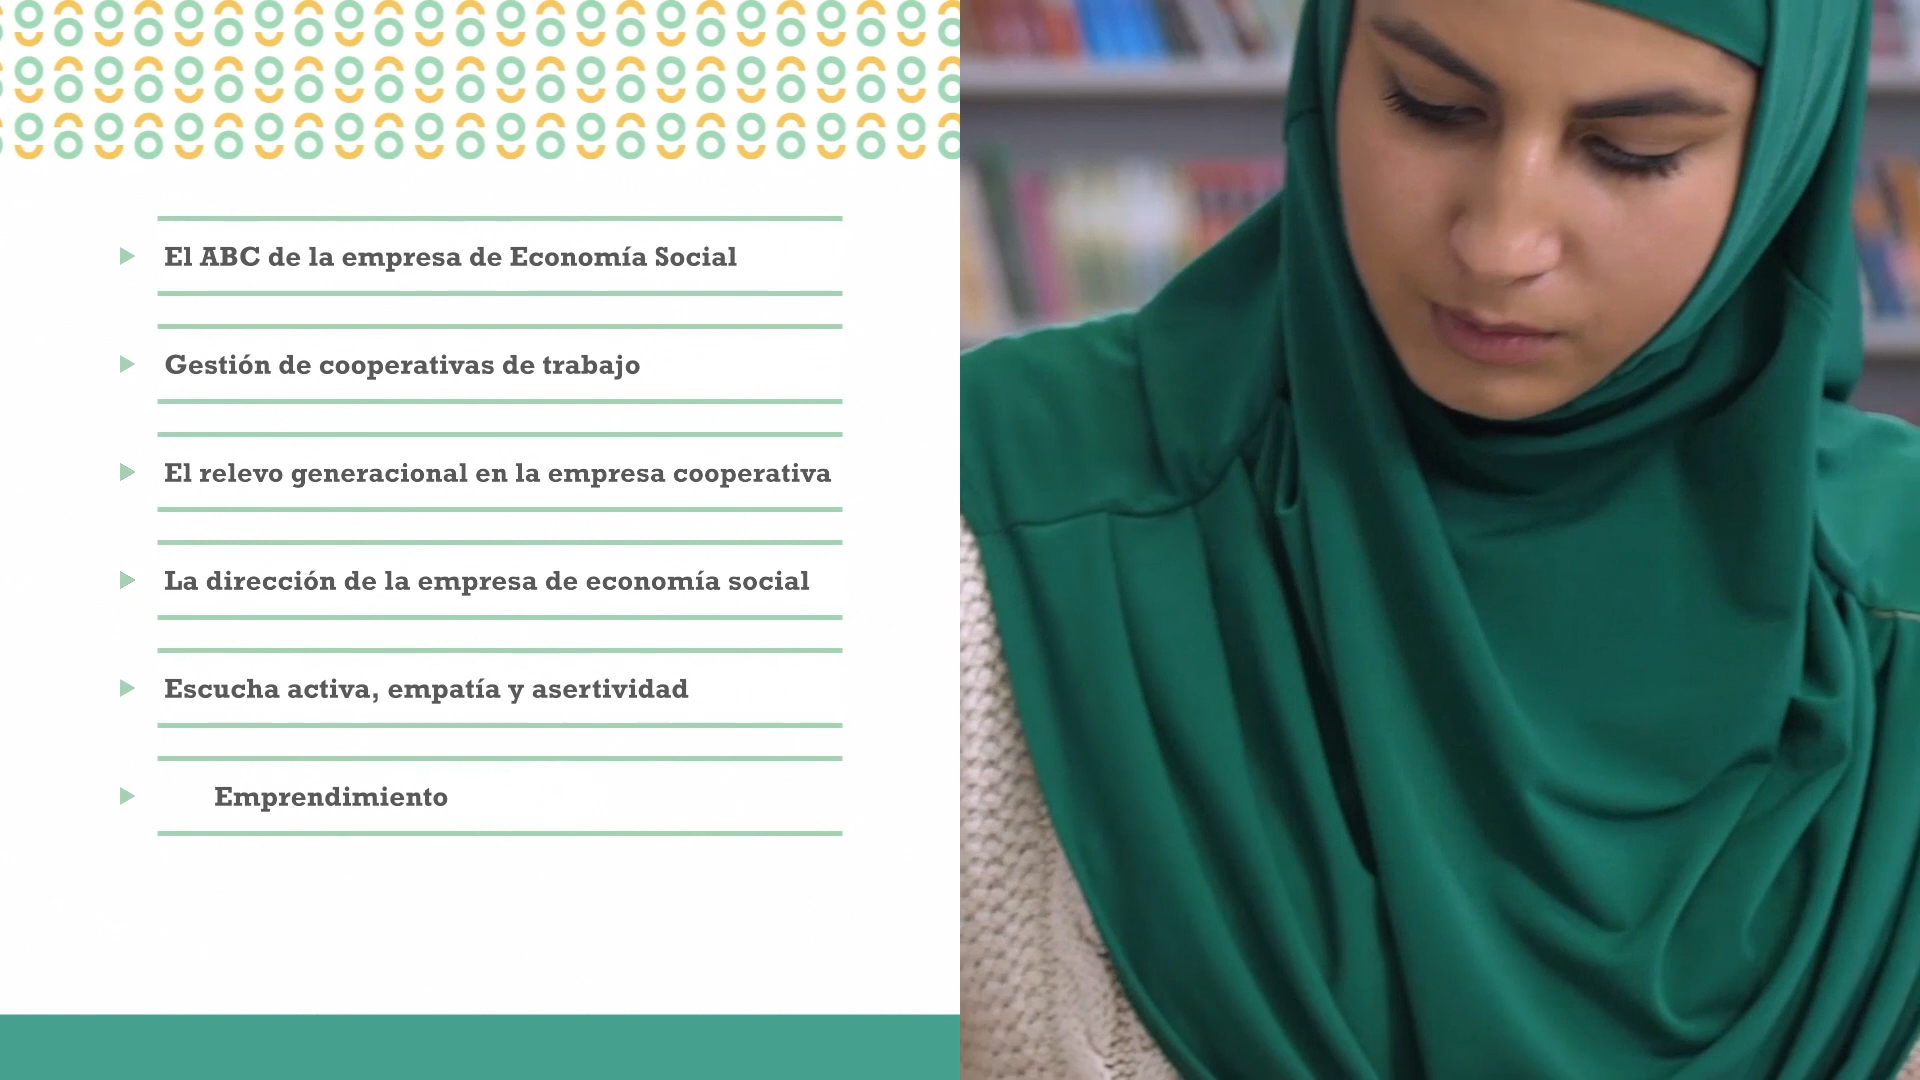 El ABC de la empresa de Economía Social
Gestión de cooperativas de trabajo
El relevo generacional en la empresa cooperativa
La dirección de la empresa de economía social
Escucha activa, empatía y asertividad
Emprendimiento